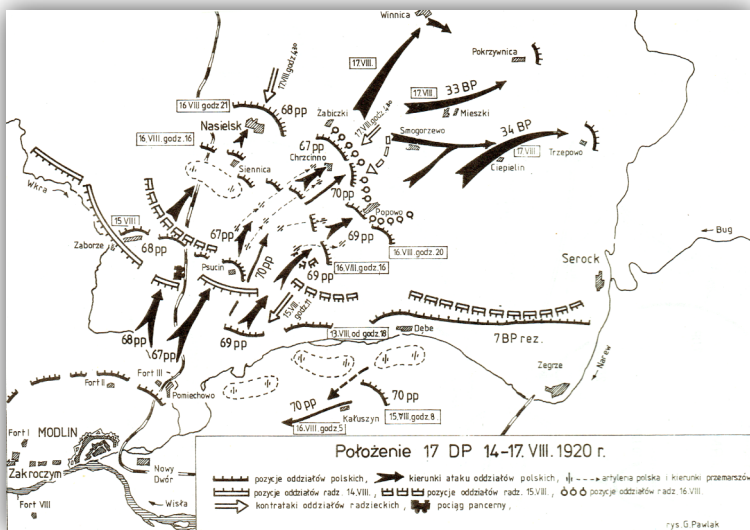 Winnica
17.VIII.
Pokrzywnica
17.VIII. godz. 4³⁰
16 VIII godz 21
68 pp
17.VIII.
33 BP
Nasielsk
Żabiczki
17.VIII. godz. 4³⁰
Mieszki
16.VIII. godz. 16
67 pp
Smogorzewo
34 BP
Chrzcinno
17.VIII.
Trzepowo
Siennica
Ciepielin
Wkra
70 pp
Popowo
15 VIII
67 pp
69 pp
Bug
Zaborze
68 pp
16.VIII. godz. 20
Psucin
70 pp
69 pp
16.VIII. godz. 16
Serock
15.VIII. godz. 11
68 pp
67 pp
69 pp
13.VIII. od godz. 18
Dębe
7 BP rez.
Narew
Fort III
Zegrze
Fort II
Pomiechowo
70 pp
70 pp
Kałuszyn
15.VIII. godz. 8
16.VIII. godz. 5
Fort I
MODLIN
Zakroczym
Nowy
Dwór
Fort VIII
Wisła
Położenie 17 DP 14-17. VIII. 1920 r.
pozycje oddziałów polskich, kierunki ataku oddziałów polskich, artyleria polska i kierunki przemarszów
pozycje oddziałów radz. 14.VIII., pozycje oddziałów radz. 15.VIII., pozycje oddziałów radz. 16.VIII
kontrataki oddziałów radzieckich, pociąg pancerny,
rys. G. Pawlak